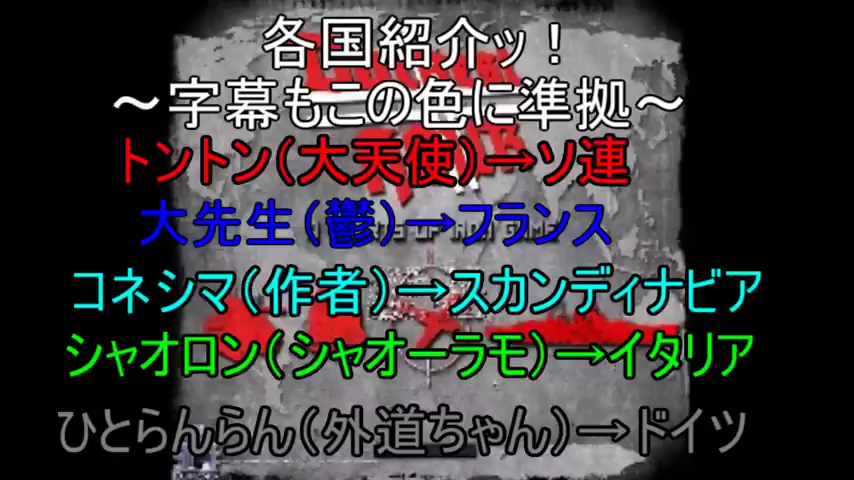 各国紹介ッ！
～字幕もこの色に準拠～
トントン（大天使）→ソ連
大先生（鬱）→フランス
コネシマ（作者）→スカンディナビア
シャオロン（シャオーラモ）→イタリア
ひとらんらん（外道ちゃん）→ドイツ